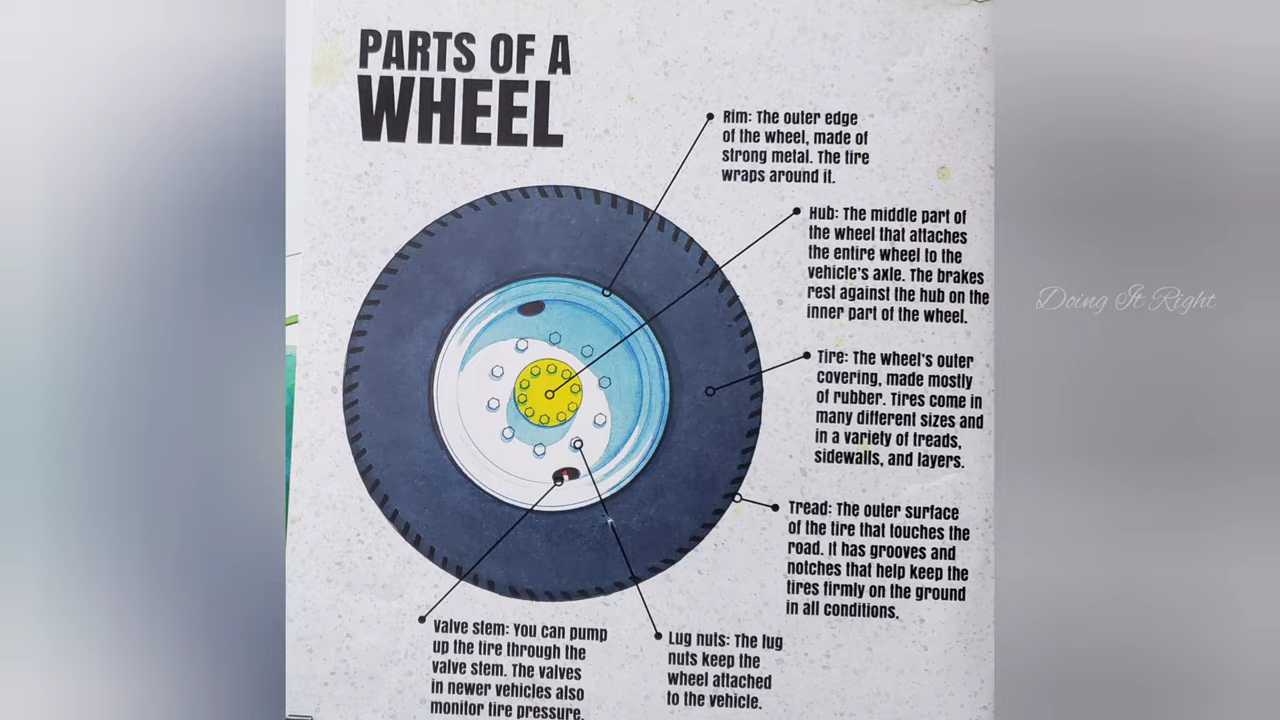 PARTS OF A
WHEEL
Rim: The outer edge
of the wheel, made of
strong metal. The tire
wraps around it.
Hub: The middle part of
the wheel that attaches
the entire wheel to the
vehicle's axle. The brakes
rest against the hub on the
inner part of the wheel.
Tire: The wheel's outer
covering, made mostly
of rubber. Tires come in
many different sizes and
in a variety of treads,
sidewalls, and layers.
Tread: The outer surface
of the tire that touches the
road. It has grooves and
notches that help keep the
tires firmly on the ground
in all conditions.
Valve stem: You can pump
up the tire through the
valve stem. The valves
in newer vehicles also
monitor tire pressure.
Lug nuts: The lug
nuts keep the
wheel attached
to the vehicle.
Doing It Right